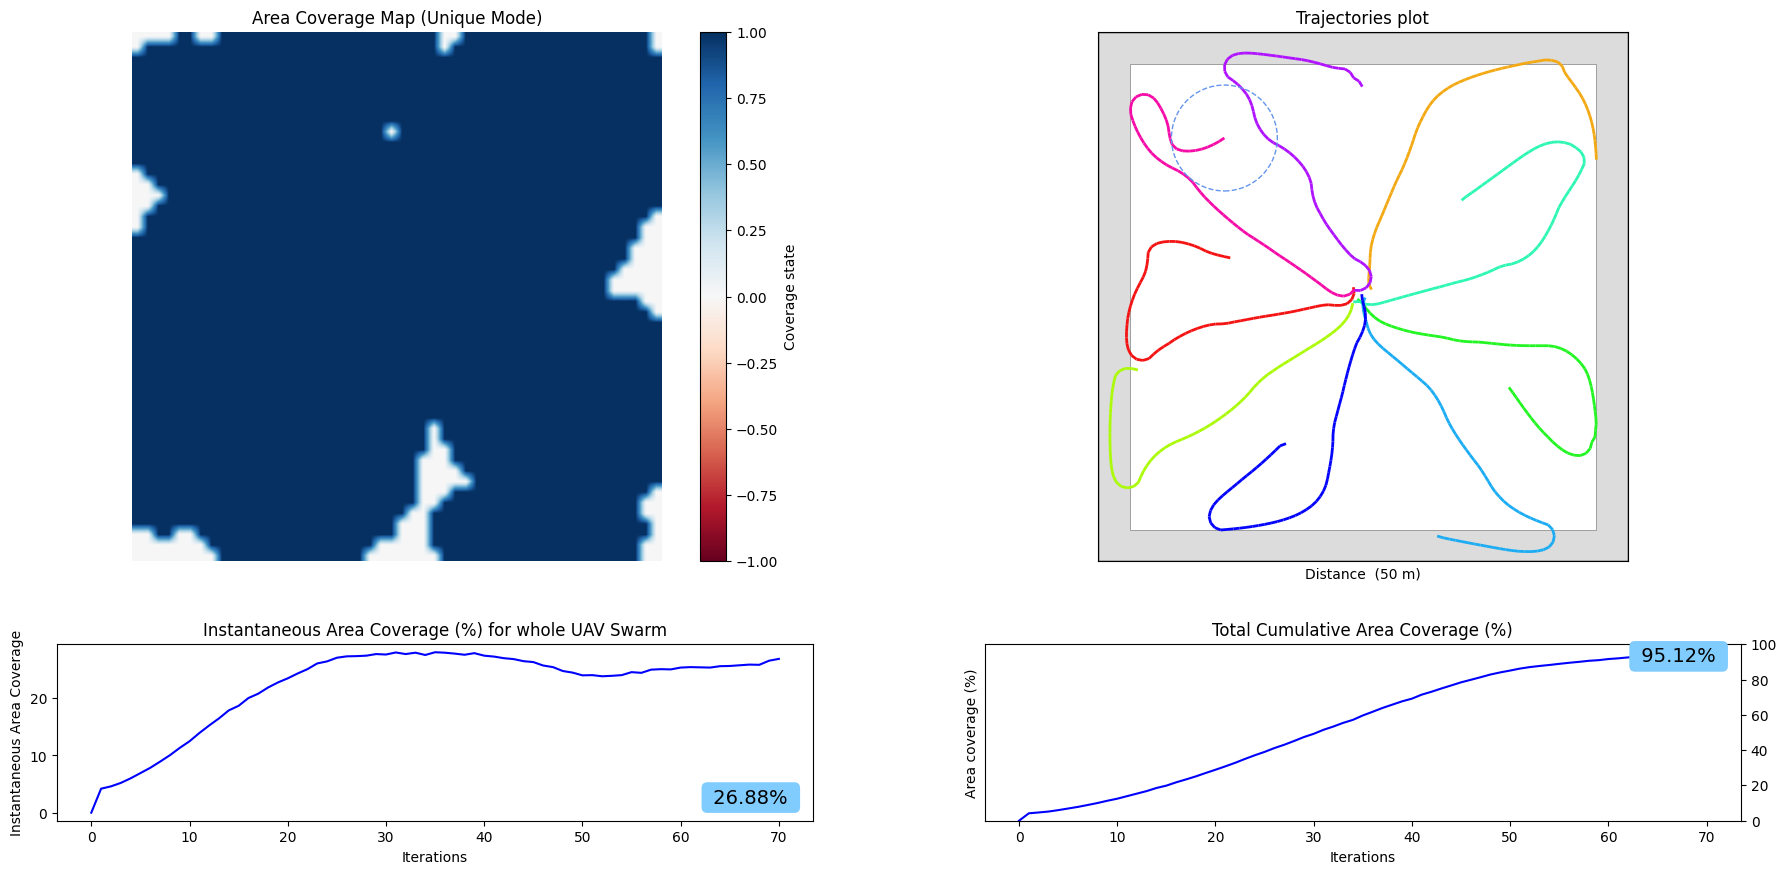 Area Coverage Map (Unique Mode)
1.00
0.75
0.50
0.25
0.00
−0.25
−0.50
−0.75
−1.00
Coverage state
Trajectories plot
Distance  (50 m)
Instantaneous Area Coverage (%) for whole UAV Swarm
Instantaneous Area Coverage
20
10
0
26.88%
0 10 20 30 40 50 60 70
Iterations
Total Cumulative Area Coverage (%)
Area coverage (%)
95.12%
100
80
60
40
20
0
0 10 20 30 40 50 60 70
Iterations